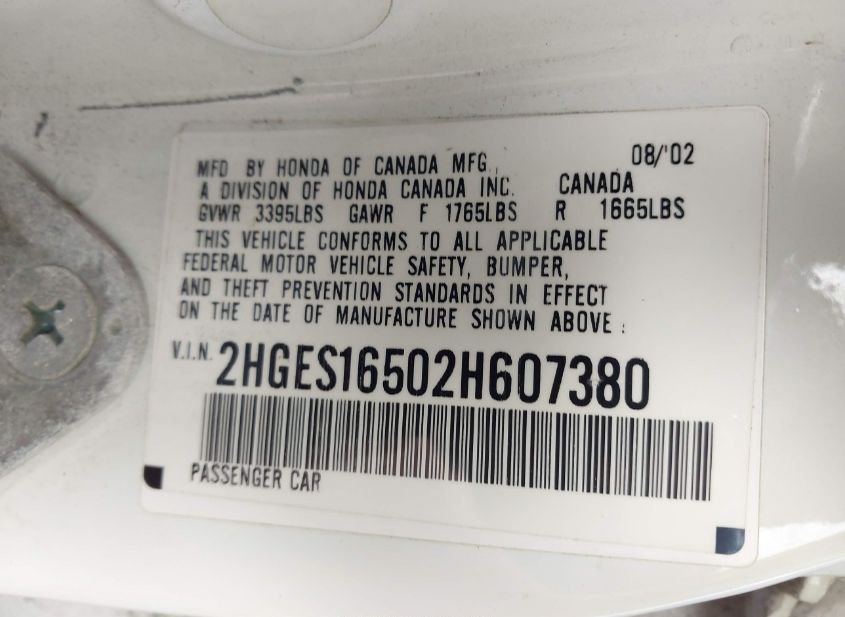 MFD BY HONDA OF CANADA MFG., 08/'02
A DIVISION OF HONDA CANADA INC. CANADA
GVWR 3395LBS GAWR F 1765LBS R 1665LBS
THIS VEHICLE CONFORMS TO ALL APPLICABLE
FEDERAL MOTOR VEHICLE SAFETY, BUMPER,
AND THEFT PREVENTION STANDARDS IN EFFECT
ON THE DATE OF MANUFACTURE SHOWN ABOVE :
V.I.N. 2HGES16502H607380
PASSENGER CAR